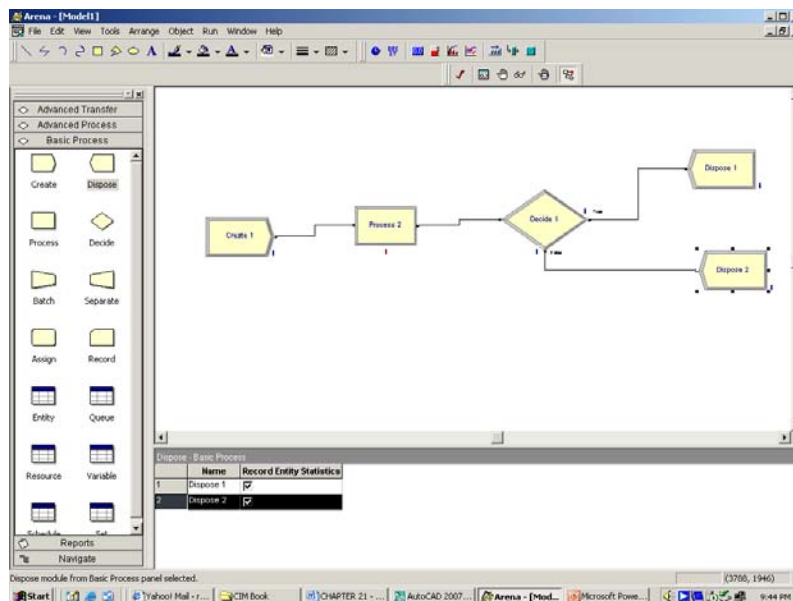 Arena - [Model1]
File Edit View Tools Arrange Object Run Window Help
Advanced Transfer
Advanced Process
Basic Process
Create Dispose
Process Decide
Batch Separate
Assign Record
Entity Queue
Resource Variable
Schedule Set
Reports
Navigate
Create 1
Process 2
Decide 1
True
False
Dispose 1
Dispose 2
Dispose - Basic Process
Name Record Entity Statistics
1 Dispose 1
2 Dispose 2
Dispose module from Basic Process panel selected.
(3788, 1946)
Start
Yahoo! Mail - r...
CIM Book
CHAPTER 21 - ...
AutoCAD 2007...
Arena - [Mod...
Microsoft Powe...
9:44 PM